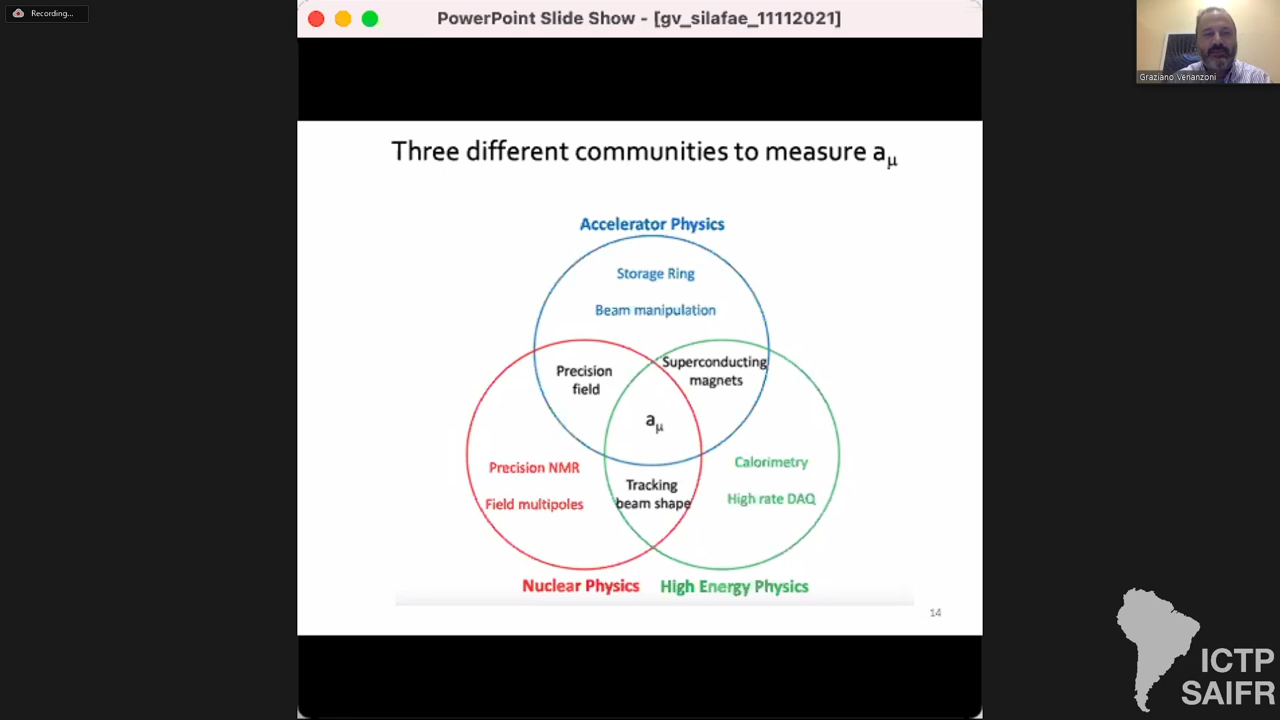 Recording...
PowerPoint Slide Show - [gv_silafae_11112021]
Graziano Venanzoni
Three different communities to measure aμ
Accelerator Physics
Storage Ring
Beam manipulation
Precision
field
Superconducting
magnets
aμ
Precision NMR
Field multipoles
Tracking
beam shape
Calorimetry
High rate DAQ
Nuclear Physics
High Energy Physics
14
ICTP
SAIFR